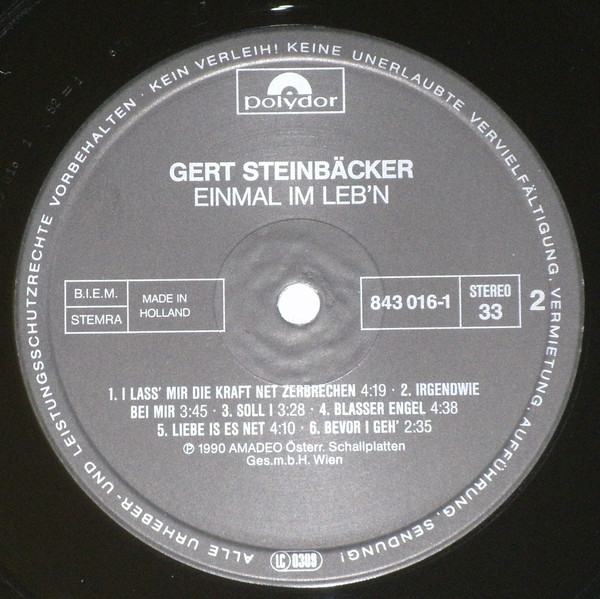 polydor
GERT STEINBÄCKER
EINMAL IM LEB'N
B.I.E.M.
STEMRA
MADE IN
HOLLAND
843 016-1
STEREO
33
2
1. I LASS' MIR DIE KRAFT NET ZERBRECHEN 4:19 · 2. IRGENDWIE
BEI MIR 3:45 · 3. SOLL I 3:28 · 4. BLASSER ENGEL 4:38
5. LIEBE IS ES NET 4:10 · 6. BEVOR I GEH' 2:35
℗ 1990 AMADEO Österr. Schallplatten
Ges.m.b.H. Wien
ALLE URHEBER- UND LEISTUNGSSCHUTZRECHTE VORBEHALTEN · KEIN VERLEIH! KEINE UNERLAUBTE VERVIELFÄLTIGUNG, VERMIETUNG, AUFFÜHRUNG, SENDUNG!
LC 0309